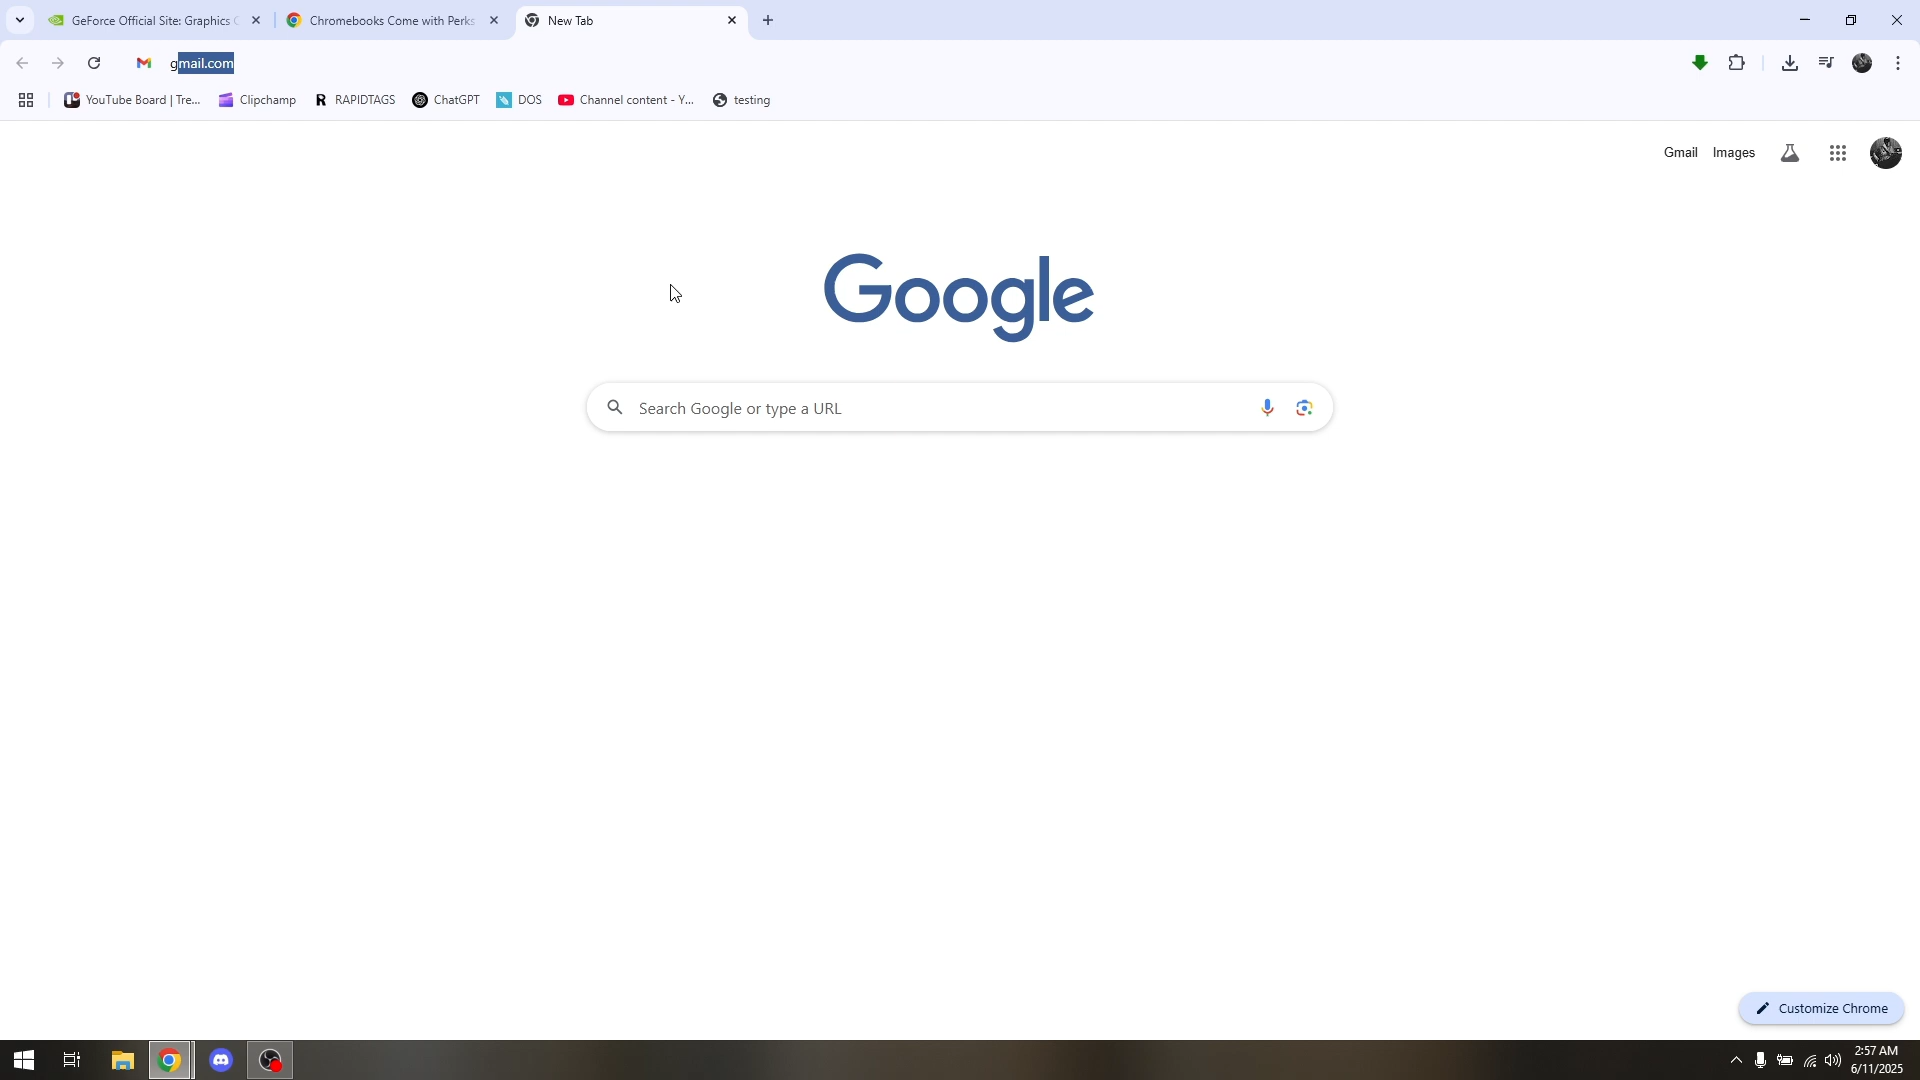 GeForce Official Site: Graphics C
Chromebooks Come with Perks
New Tab
gmail.com
YouTube Board | Tre...
Clipchamp
RAPIDTAGS
ChatGPT
DOS
Channel content - Y...
testing
Gmail
Images
Google
Search Google or type a URL
Customize Chrome
2:57 AM
6/11/2025